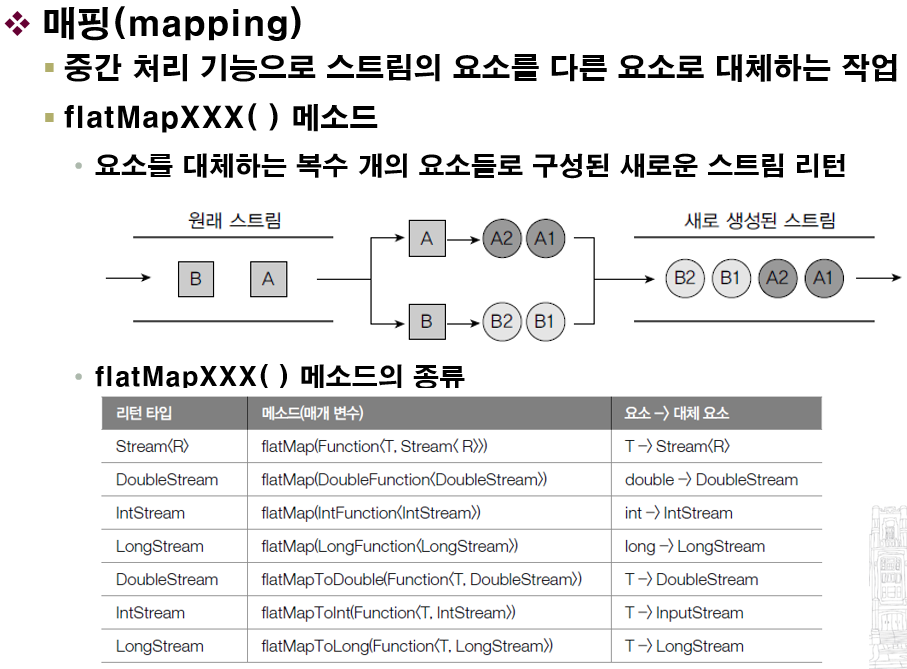 ❖ 매핑(mapping)
▪ 중간 처리 기능으로 스트림의 요소를 다른 요소로 대체하는 작업
▪ flatMapXXX( ) 메소드
• 요소를 대체하는 복수 개의 요소들로 구성된 새로운 스트림 리턴
원래 스트림
새로 생성된 스트림
A A2 A1
B A
B2 B1 A2 A1
B B2 B1
• flatMapXXX( ) 메소드의 종류
리턴 타입 메소드(매개 변수) 요소 -> 대체 요소
Stream<R> flatMap(Function<T, Stream< R>>) T -> Stream<R>
DoubleStream flatMap(DoubleFunction<DoubleStream>) double -> DoubleStream
IntStream flatMap(IntFunction<IntStream>) int -> IntStream
LongStream flatMap(LongFunction<LongStream>) long -> LongStream
DoubleStream flatMapToDouble(Function<T, DoubleStream>) T -> DoubleStream
IntStream flatMapToInt(Function<T, IntStream>) T -> InputStream
LongStream flatMapToLong(Function<T, LongStream>) T -> LongStream